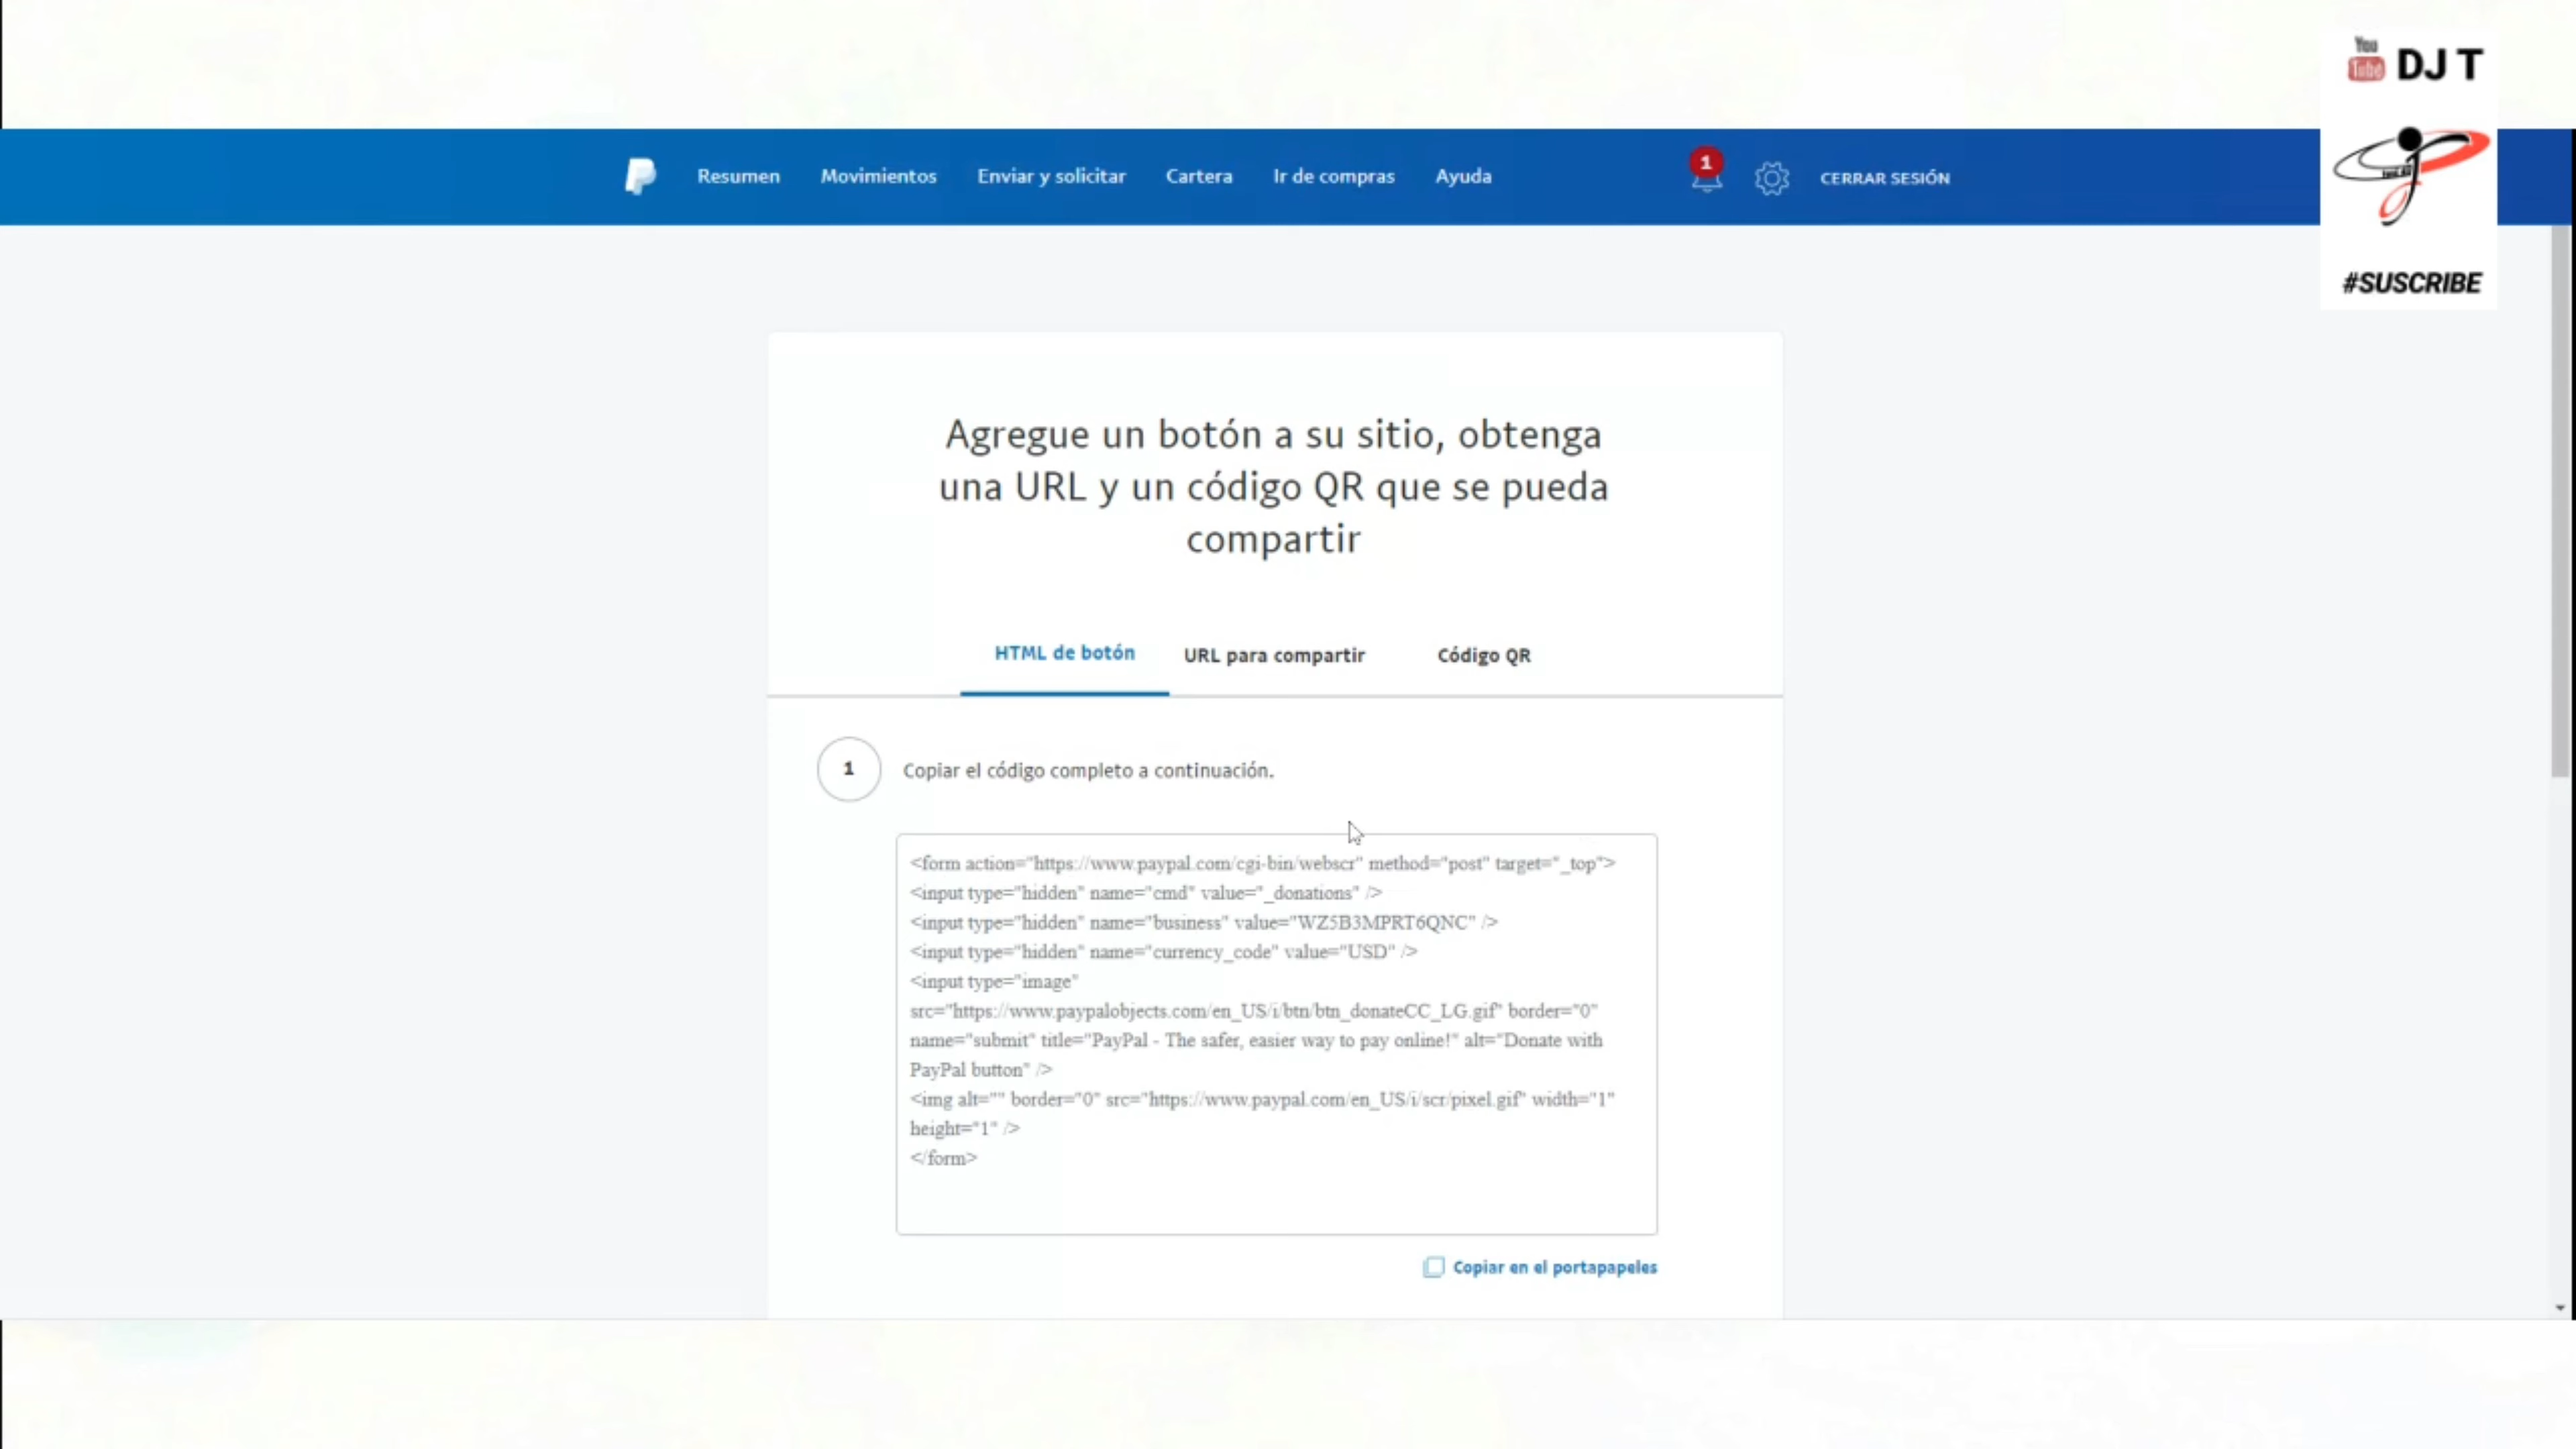 You
Tube DJ T
#SUSCRIBE
Resumen Movimientos Enviar y solicitar Cartera Ir de compras Ayuda 1 CERRAR SESIÓN
Agregue un botón a su sitio, obtenga
una URL y un código QR que se pueda
compartir
HTML de botón URL para compartir Código QR
1 Copiar el código completo a continuación.
<form action="https://www.paypal.com/cgi-bin/webscr" method="post" target="_top">
<input type="hidden" name="cmd" value="_donations" />
<input type="hidden" name="business" value="WZ5B3MPRT6QNC" />
<input type="hidden" name="currency_code" value="USD" />
<input type="image"
src="https://www.paypalobjects.com/en_US/i/btn/btn_donateCC_LG.gif" border="0"
name="submit" title="PayPal - The safer, easier way to pay online!" alt="Donate with
PayPal button" />
<img alt="" border="0" src="https://www.paypal.com/en_US/i/scr/pixel.gif" width="1"
height="1" />
</form>
Copiar en el portapapeles